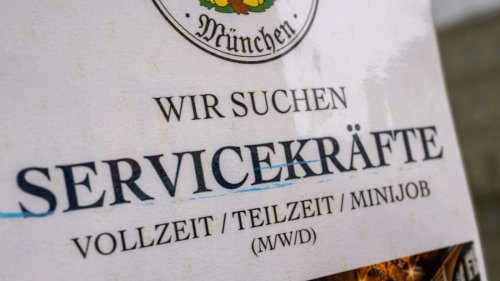 München.
WIR SUCHEN
SERVICEKRÄFTE
VOLLZEIT / TEILZEIT / MINIJOB
(M/W/D)